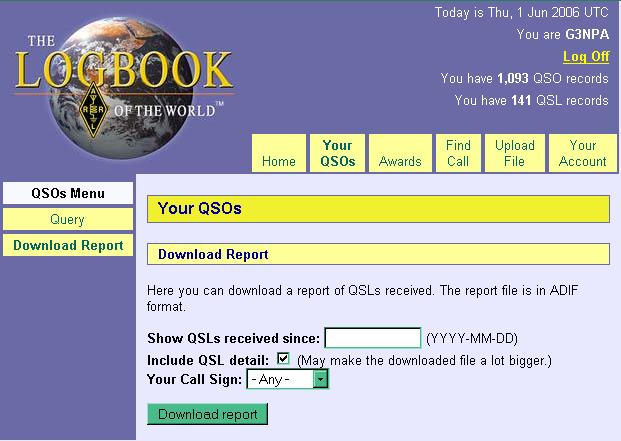 Today is Thu, 1 Jun 2006 UTC
You are G3NPA
Log Off
You have 1,093 QSO records
You have 141 QSL records
THE
LOGBOOK
OF THE WORLD™
A
R R
L
Home
Your QSOs
Awards
Find Call
Upload File
Your Account
QSOs Menu
Query
Download Report
Your QSOs
Download Report
Here you can download a report of QSLs received. The report file is in ADIF
format.
Show QSLs received since: (YYYY-MM-DD)
Include QSL detail: (May make the downloaded file a lot bigger.)
Your Call Sign: - Any -
Download report